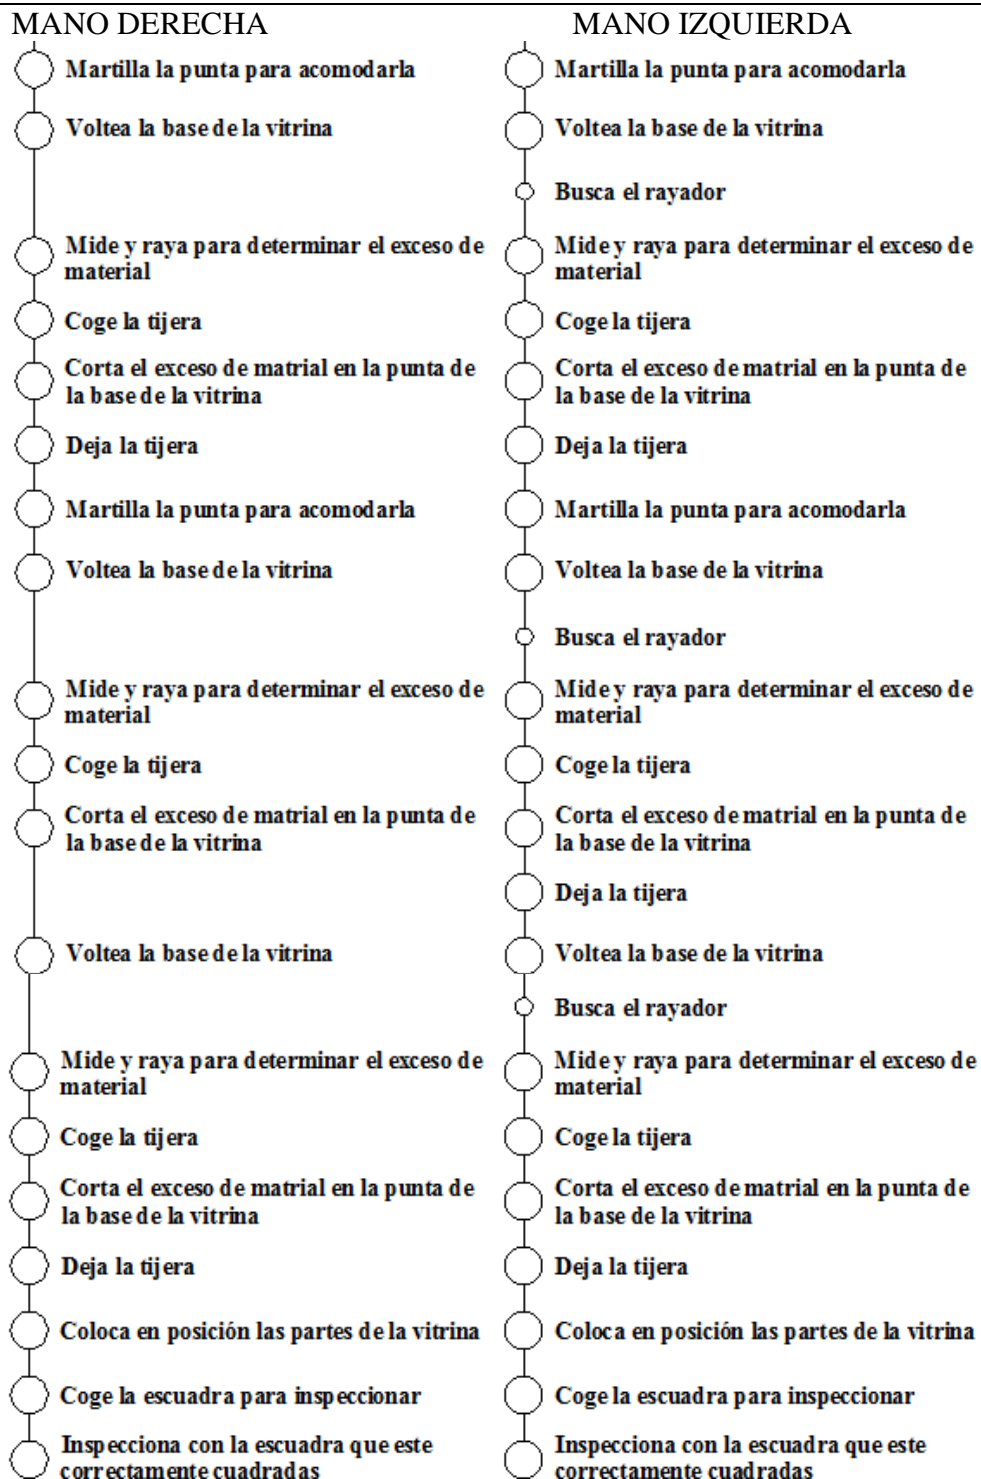 MANO DERECHA
MANO IZQUIERDA
Martilla la punta para acomodarla
Martilla la punta para acomodarla
Voltea la base de la vitrina
Voltea la base de la vitrina
Busca el rayador
Mide y raya para determinar el exceso de
material
Mide y raya para determinar el exceso de
material
Coge la tijera
Coge la tijera
Corta el exceso de matrial en la punta de
la base de la vitrina
Corta el exceso de matrial en la punta de
la base de la vitrina
Deja la tijera
Deja la tijera
Martilla la punta para acomodarla
Martilla la punta para acomodarla
Voltea la base de la vitrina
Voltea la base de la vitrina
Busca el rayador
Mide y raya para determinar el exceso de
material
Mide y raya para determinar el exceso de
material
Coge la tijera
Coge la tijera
Corta el exceso de matrial en la punta de
la base de la vitrina
Corta el exceso de matrial en la punta de
la base de la vitrina
Deja la tijera
Voltea la base de la vitrina
Voltea la base de la vitrina
Busca el rayador
Mide y raya para determinar el exceso de
material
Mide y raya para determinar el exceso de
material
Coge la tijera
Coge la tijera
Corta el exceso de matrial en la punta de
la base de la vitrina
Corta el exceso de matrial en la punta de
la base de la vitrina
Deja la tijera
Deja la tijera
Coloca en posición las partes de la vitrina
Coloca en posición las partes de la vitrina
Coge la escuadra para inspeccionar
Coge la escuadra para inspeccionar
Inspecciona con la escuadra que este
correctamente cuadradas
Inspecciona con la escuadra que este
correctamente cuadradas